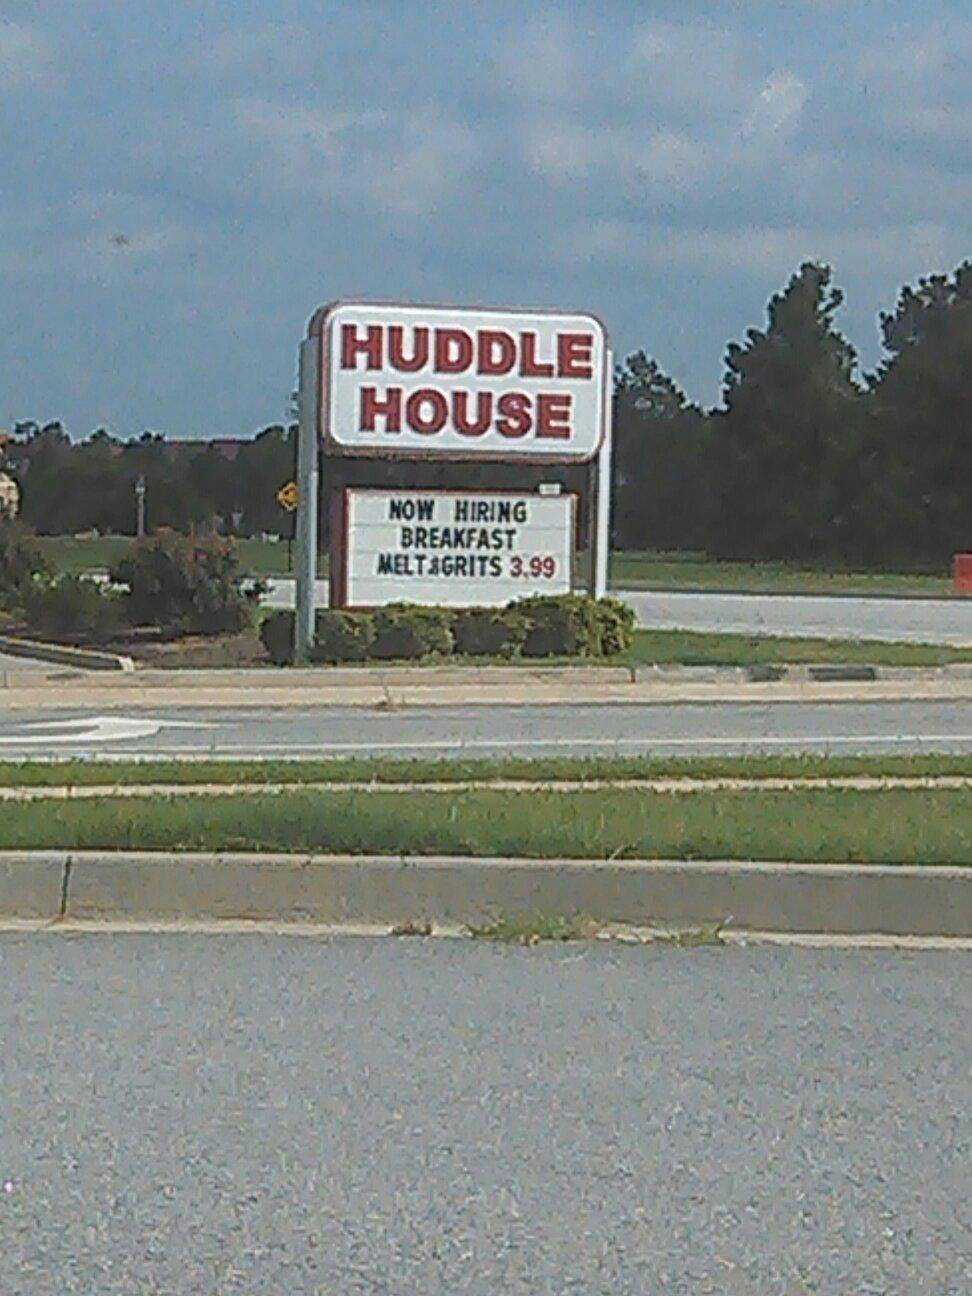 HUDDLE
HOUSE
NOW HIRING
BREAKFAST
MELT&GRITS 3.99